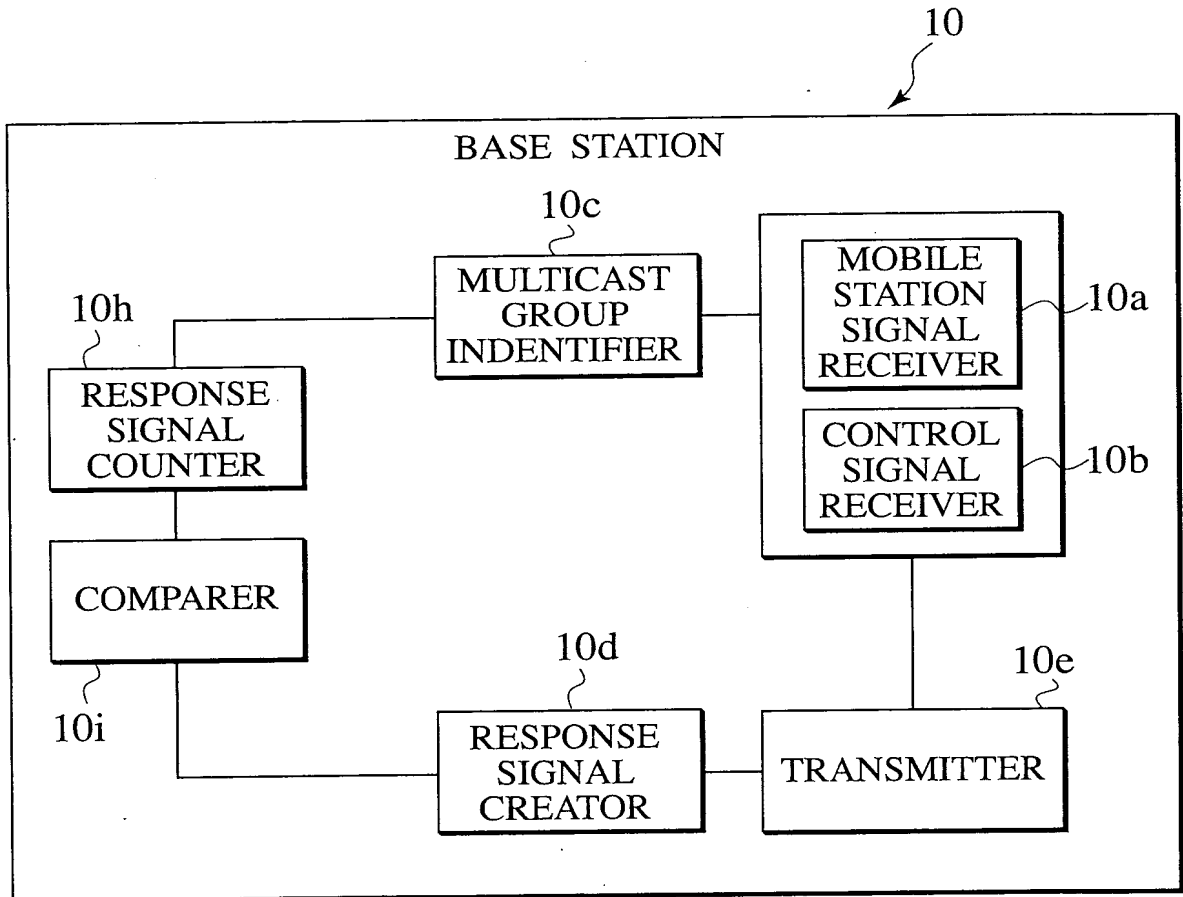 10
BASE STATION
10c
MULTICAST
GROUP
INDENTIFIER
MOBILE
STATION
SIGNAL
RECEIVER
10a
10h
RESPONSE
SIGNAL
COUNTER
CONTROL
SIGNAL
RECEIVER
10b
COMPARER
10i
10d
RESPONSE
SIGNAL
CREATOR
10e
TRANSMITTER